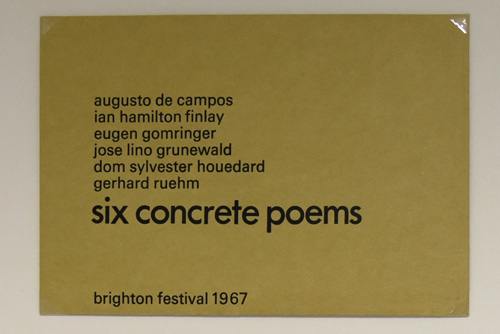 augusto de campos
ian hamilton finlay
eugen gomringer
jose lino grunewald
dom sylvester houedard
gerhard ruehm
six concrete poems
brighton festival 1967